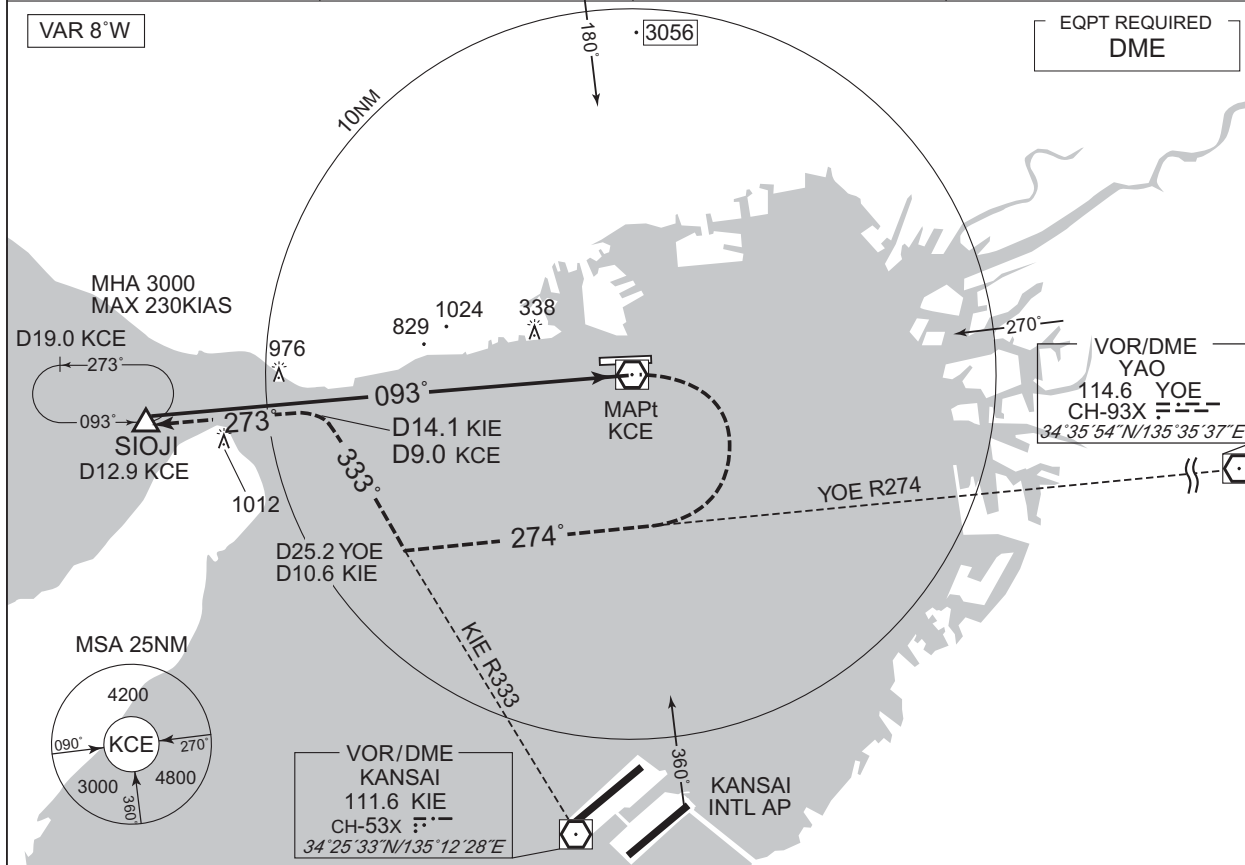 VAR 8°W
180°
3056
EQPT REQUIRED
DME
10NM
MHA 3000
MAX 230KIAS
D19.0 KCE
273°
093°
SIOJI
D12.9 KCE
976
829
1024
338
093°
273°
1012
D14.1 KIE
D9.0 KCE
333°
MAPt
KCE
270°
VOR/DME
YAO
114.6 YOE
CH-93X
34°35´54˝N/135°35´37˝E
YOE R274
274°
D25.2 YOE
D10.6 KIE
KIE R333
MSA 25NM
4200
090°
KCE
270°
3000
4800
360°
VOR/DME
KANSAI
111.6 KIE
CH-53X
34°25´33˝N/135°12´28˝E
360°
KANSAI
INTL AP